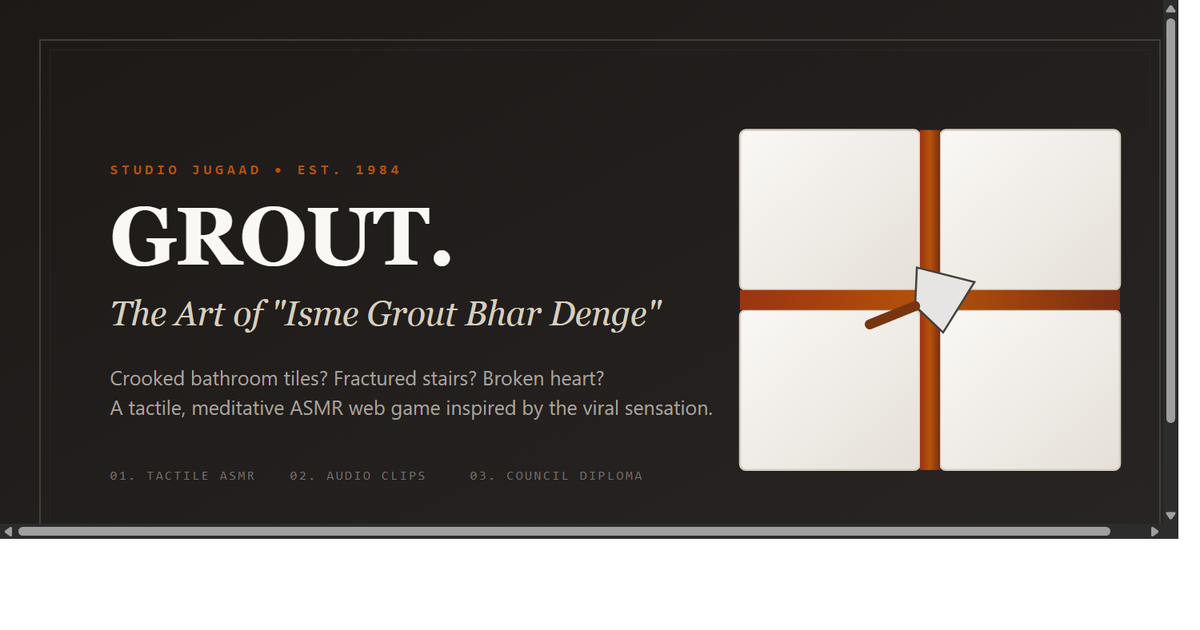 STUDIO JUGAAD • EST. 1984
GROUT.
The Art of "Isme Grout Bhar Denge"
Crooked bathroom tiles? Fractured stairs? Broken heart?
A tactile, meditative ASMR web game inspired by the viral sensation.
01. TACTILE ASMR 02. AUDIO CLIPS 03. COUNCIL DIPLOMA